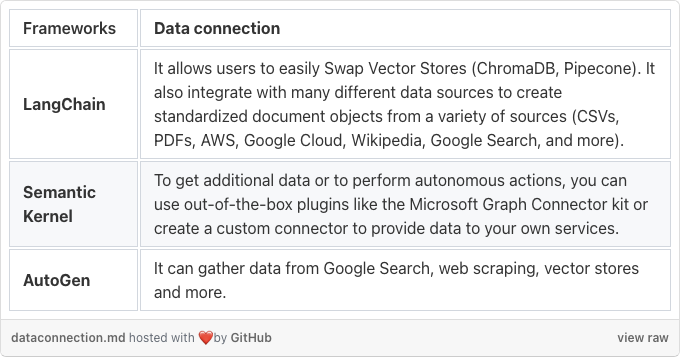 Frameworks
Data connection
LangChain
It allows users to easily Swap Vector Stores (ChromaDB, Pipecone). It
also integrate with many different data sources to create
standardized document objects from a variety of sources (CSVs,
PDFs, AWS, Google Cloud, Wikipedia, Google Search, and more).
Semantic
Kernel
To get additional data or to perform autonomous actions, you can
use out-of-the-box plugins like the Microsoft Graph Connector kit or
create a custom connector to provide data to your own services.
AutoGen
It can gather data from Google Search, web scraping, vector stores
and more.
dataconnection.md hosted with ❤️by GitHub
view raw